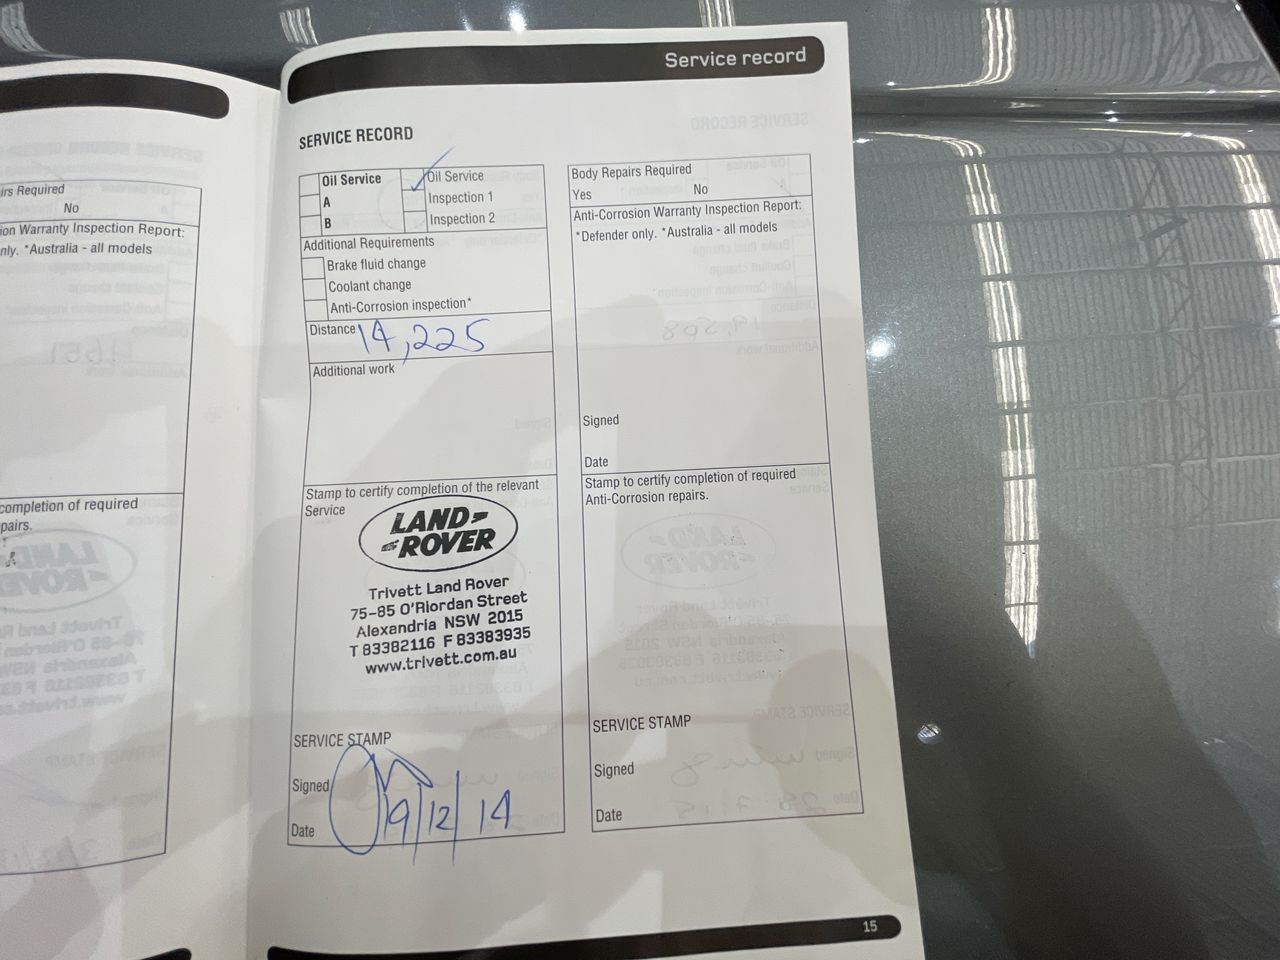 Service record
SERVICE RECORD
Oil Service
A
B
Oil Service
Inspection 1
Inspection 2
Additional Requirements
Brake fluid change
Coolant change
Anti-Corrosion inspection*
Distance 14,225
Additional work
Stamp to certify completion of the relevant
Service
LAND
ROVER
Trivett Land Rover
75-85 O'Riordan Street
Alexandria NSW 2015
T 83382116 F 83383935
www.trivett.com.au
SERVICE STAMP
Signed
Date 19/12/14
Body Repairs Required
Yes No
Anti-Corrosion Warranty Inspection Report:
*Defender only. *Australia - all models
Signed
Date
Stamp to certify completion of required
Anti-Corrosion repairs.
SERVICE STAMP
Signed
Date
15
irs Required
No
ion Warranty Inspection Report:
nly. *Australia - all models
completion of required
pairs.